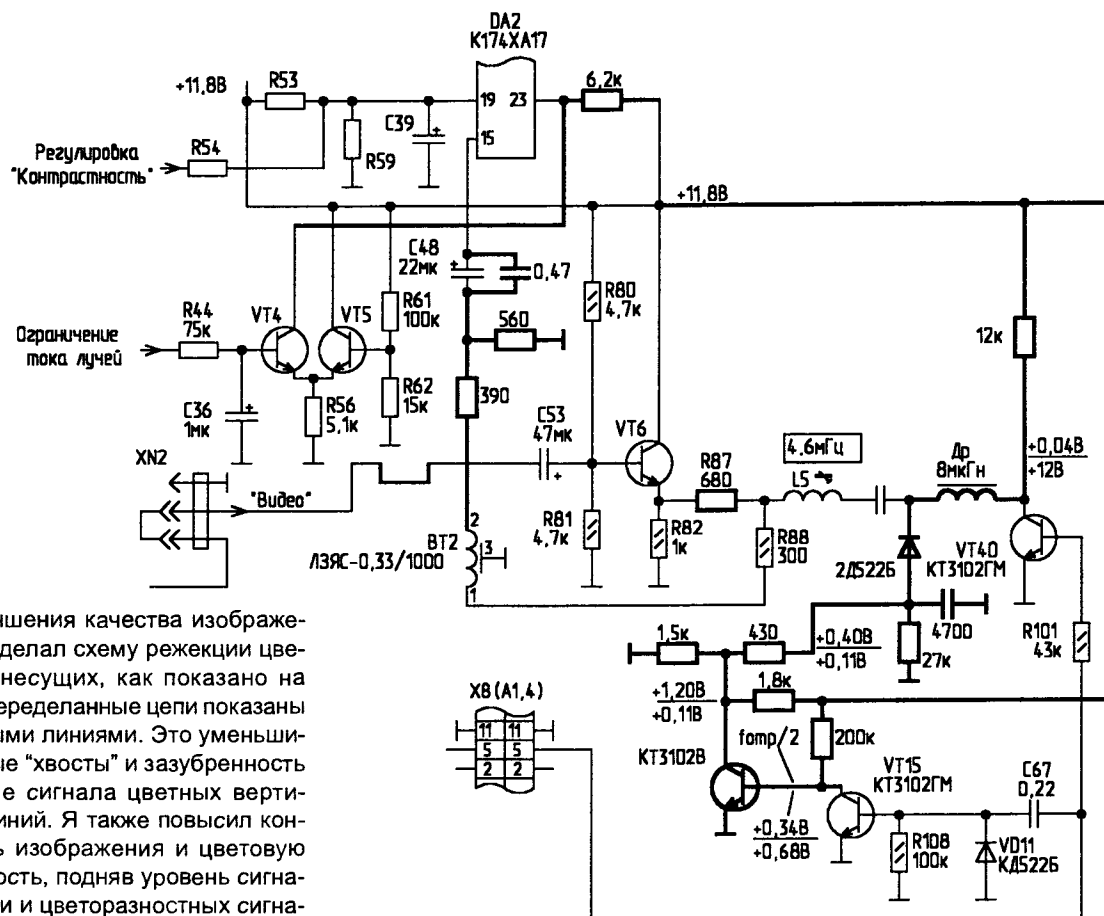 DA2
К174ХА17
+11,8В
R53
19
23
6,2к
15
C39
R59
Регулировка
"Контрастность"
R54
+11,8В
C48
22мк
0,47
R80
4,7к
R61
100к
560
12к
R44
75к
VT4
VT5
Ограничение
тока лучей
R62
15к
390
C36
1мк
R56
5,1к
C53
47мк
VT6
4,6мГц
L5
Др
8мкГн
+0,04В
+12В
R87
680
XN2
"Видео"
R81
4,7к
R82
1к
R88
300
2
BT2
3
ЛЗЯС-0,33/1000
1
2Д522Б
VT40
КТ3102ГМ
4700
27к
R101
43к
1,5к
430
+0,40В
+0,11В
+1,20В
+0,11В
1,8к
200к
fотр/2
КТ3102В
+0,34В
+0,68В
VT15
КТ3102ГМ
C67
0,22
R108
100к
VD11
КД522Б
X8(A1,4)
11 11
5 5
2 2
чшения качества изображе-
делал схему режекции цве-
несущих, как показано на
еределанные цепи показаны
ыми линиями. Это уменьши-
ые "хвосты" и зазубренность
е сигнала цветных верти-
иний. Я также повысил кон-
ь изображения и цветовую
ость, подняв уровень сигна-
и и цветоразностных сигна-